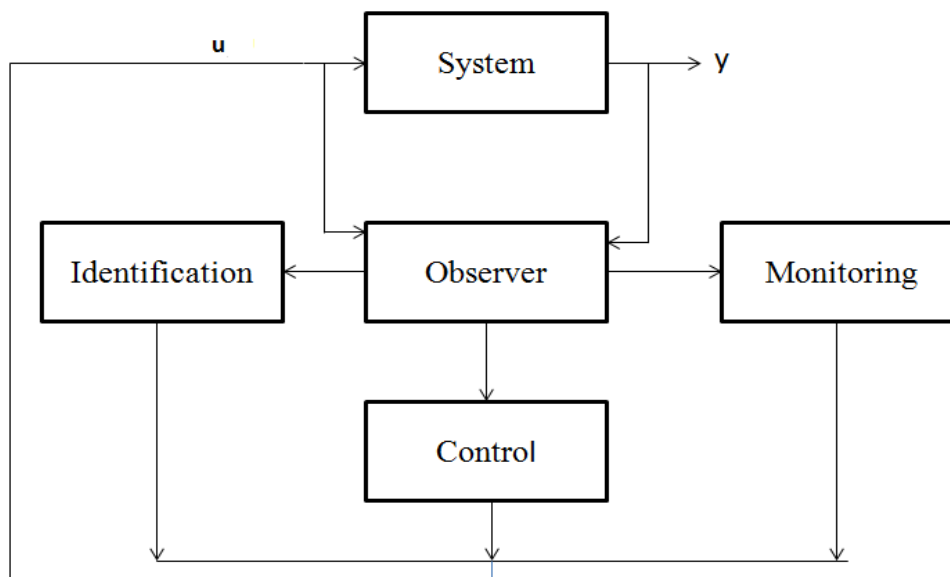 u
System
y
Identification
Observer
Monitoring
Control